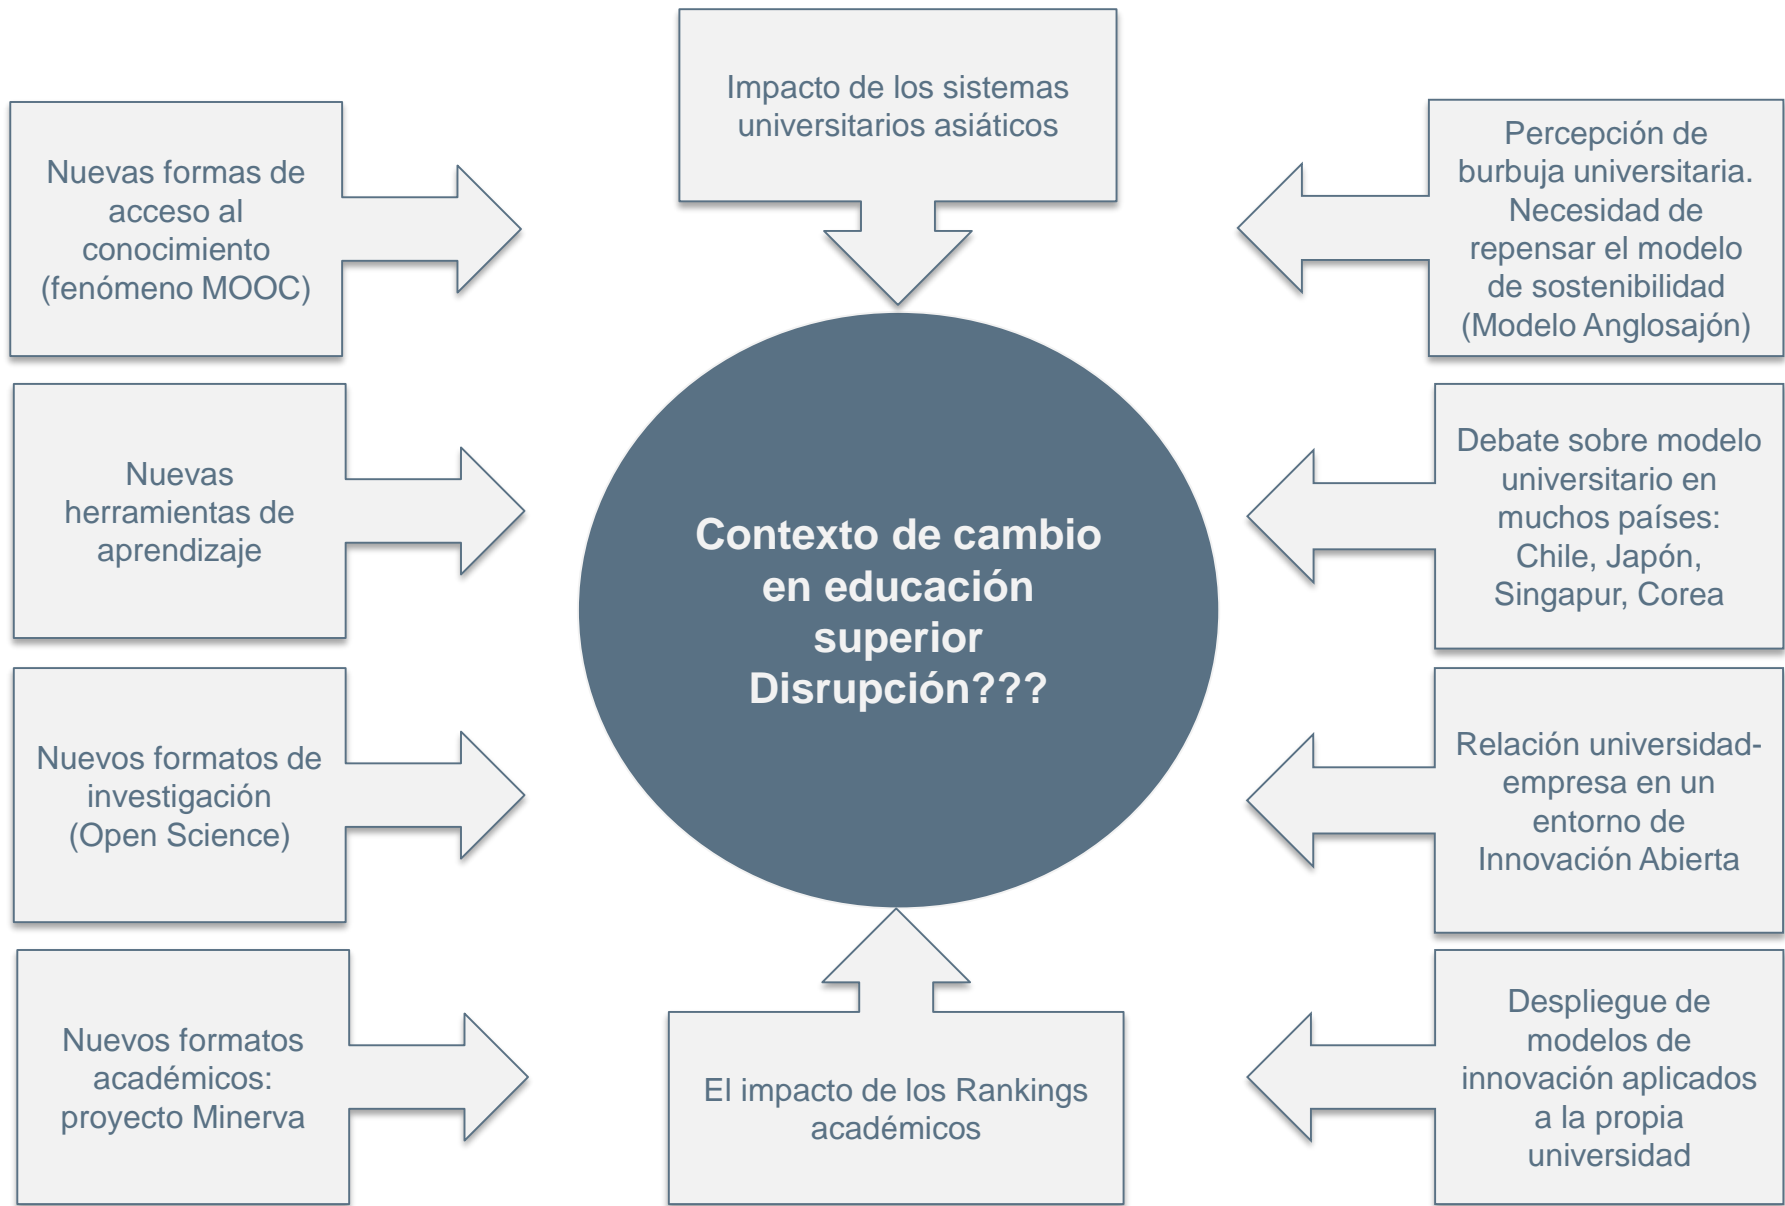 Impacto de los sistemas
universitarios asiáticos
Nuevas formas de
acceso al
conocimiento
(fenómeno MOOC)
Nuevas
herramientas de
aprendizaje
Nuevos formatos de
investigación
(Open Science)
Nuevos formatos
académicos:
proyecto Minerva
Contexto de cambio
en educación
superior
Disrupción???
El impacto de los Rankings
académicos
Percepción de
burbuja universitaria.
Necesidad de
repensar el modelo
de sostenibilidad
(Modelo Anglosajón)
Debate sobre modelo
universitario en
muchos países:
Chile, Japón,
Singapur, Corea
Relación universidad-
empresa en un
entorno de
Innovación Abierta
Despliegue de
modelos de
innovación aplicados
a la propia
universidad